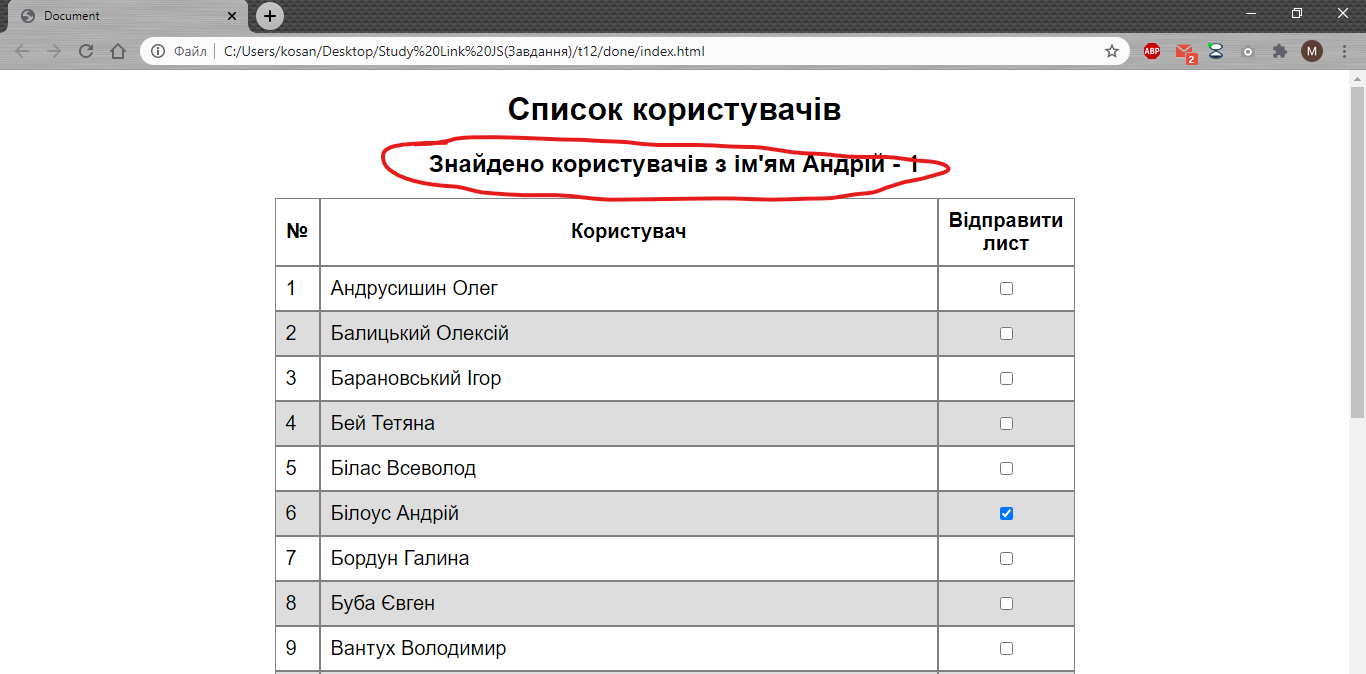 Document
Файл
C:/Users/kosan/Desktop/Study%20Link%20JS(Завдання)/t12/done/index.html
ABP
2
M
Список користувачів
Знайдено користувачів з ім'ям Андрій - 1
№ Користувач Відправити
лист
1 Андрусишин Олег
2 Балицький Олексій
3 Барановський Ігор
4 Бей Тетяна
5 Білас Всеволод
6 Білоус Андрій
7 Бордун Галина
8 Буба Євген
9 Вантух Володимир